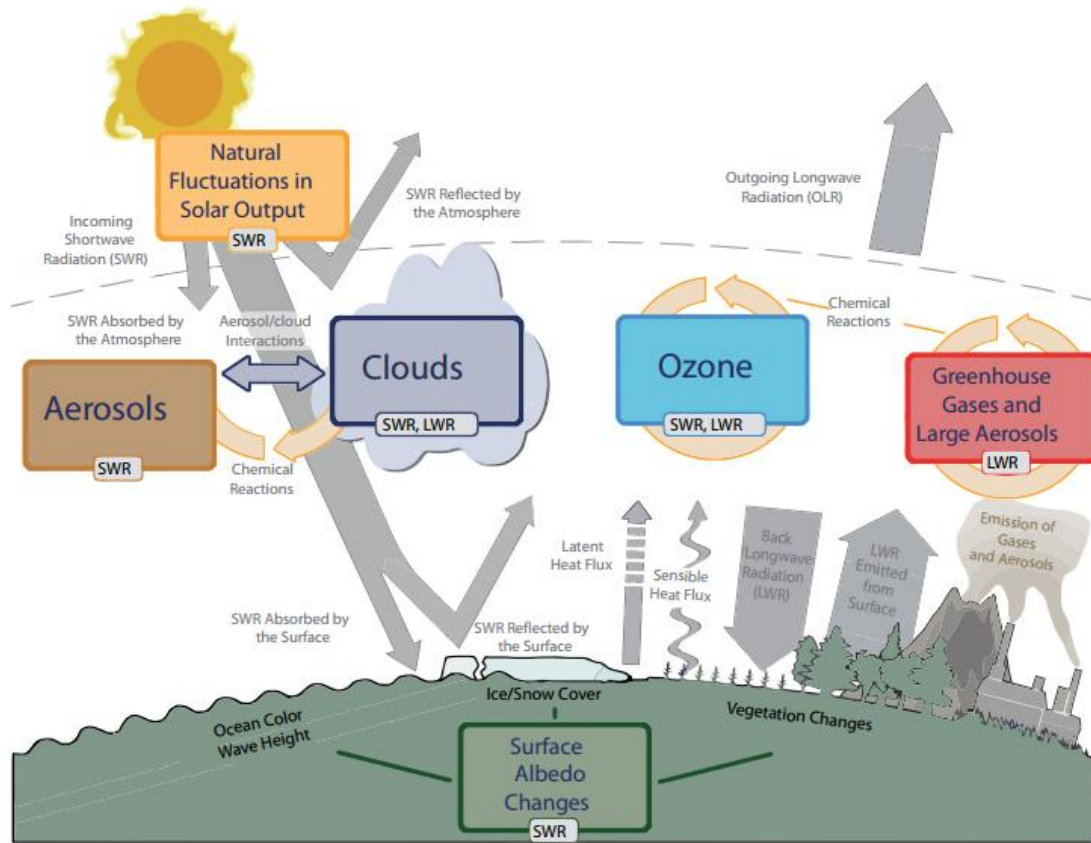 Natural
Fluctuations in
Solar Output
SWR
Incoming
Shortwave
Radiation (SWR)
SWR Reflected by
the Atmosphere
Outgoing Longwave
Radiation (OLR)
SWR Absorbed by
the Atmosphere
Aerosol/cloud
Interactions
Chemical
Reactions
Aerosols
SWR
Clouds
SWR, LWR
Ozone
SWR, LWR
Greenhouse
Gases and
Large Aerosols
LWR
Chemical
Reactions
Latent
Heat Flux
Sensible
Heat Flux
Back
Longwave
Radiation
(LWR)
LWR
Emitted
from
Surface
Emission of
Gases
and Aerosols
SWR Absorbed by
the Surface
SWR Reflected by
the Surface
Ice/Snow Cover
Ocean Color
Wave Height
Vegetation Changes
Surface
Albedo
Changes
SWR